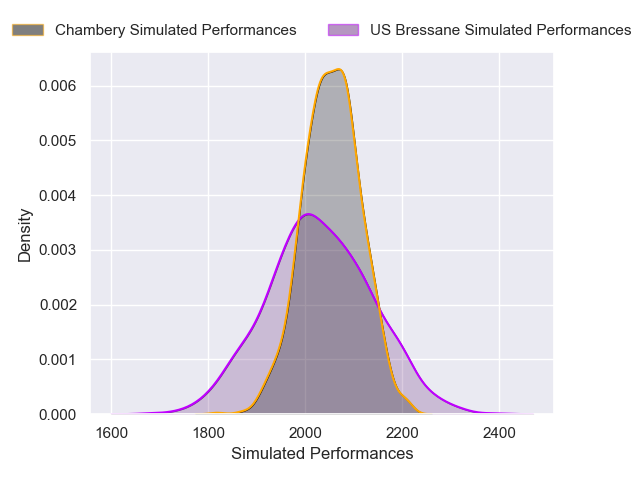 Chambery Simulated Performances
US Bressane Simulated Performances
0.006
0.005
0.004
0.003
0.002
0.001
0.000
Density
1600 1800 2000 2200 2400
Simulated Performances